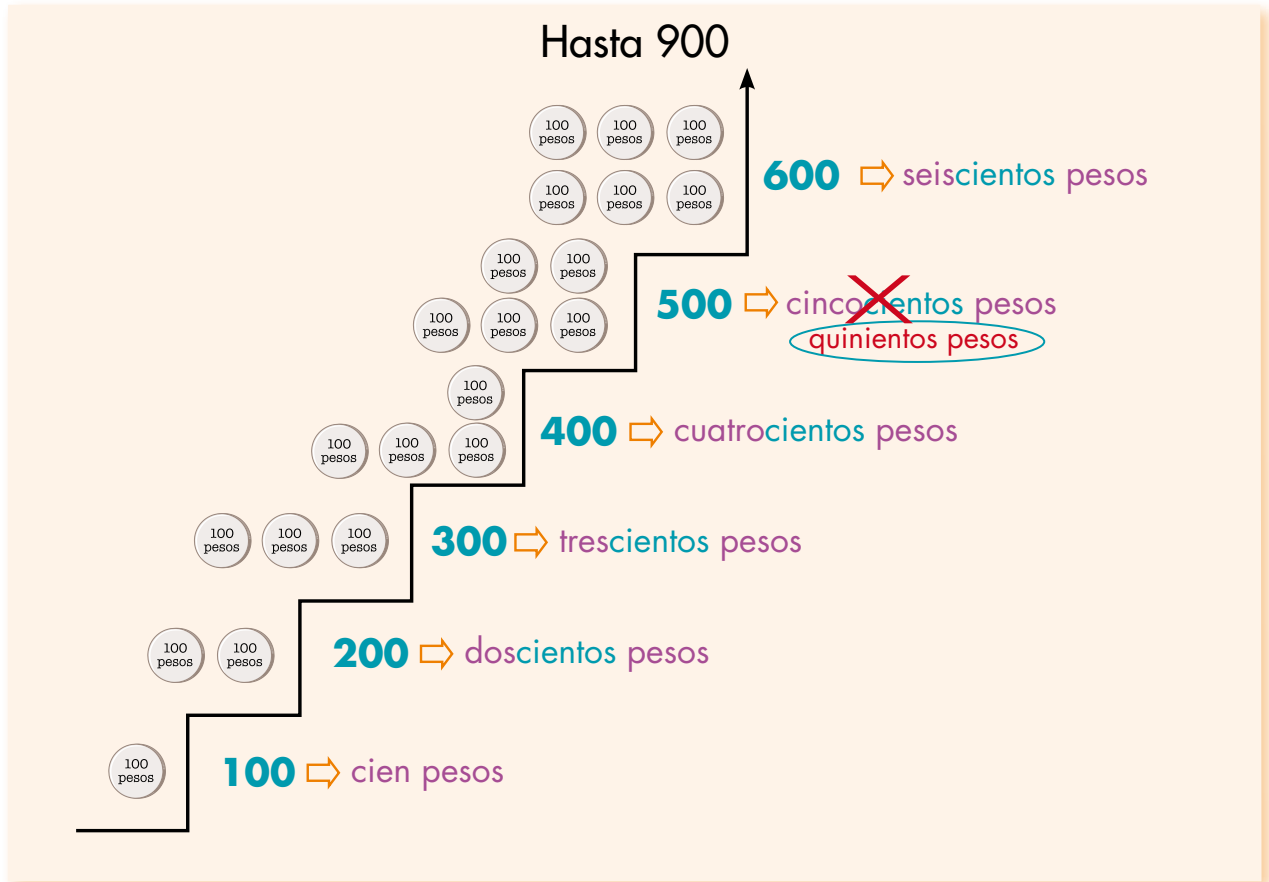 Hasta 900
100
pesos
100
pesos
100
pesos
100
pesos
100
pesos
100
pesos
600 seiscientos pesos
100
pesos
100
pesos
100
pesos
100
pesos
100
pesos
500 cincocientos pesos
quinientos pesos
100
pesos
100
pesos
100
pesos
100
pesos
400 cuatrocientos pesos
100
pesos
100
pesos
100
pesos
300 trescientos pesos
100
pesos
100
pesos
200 doscientos pesos
100
pesos
100 cien pesos